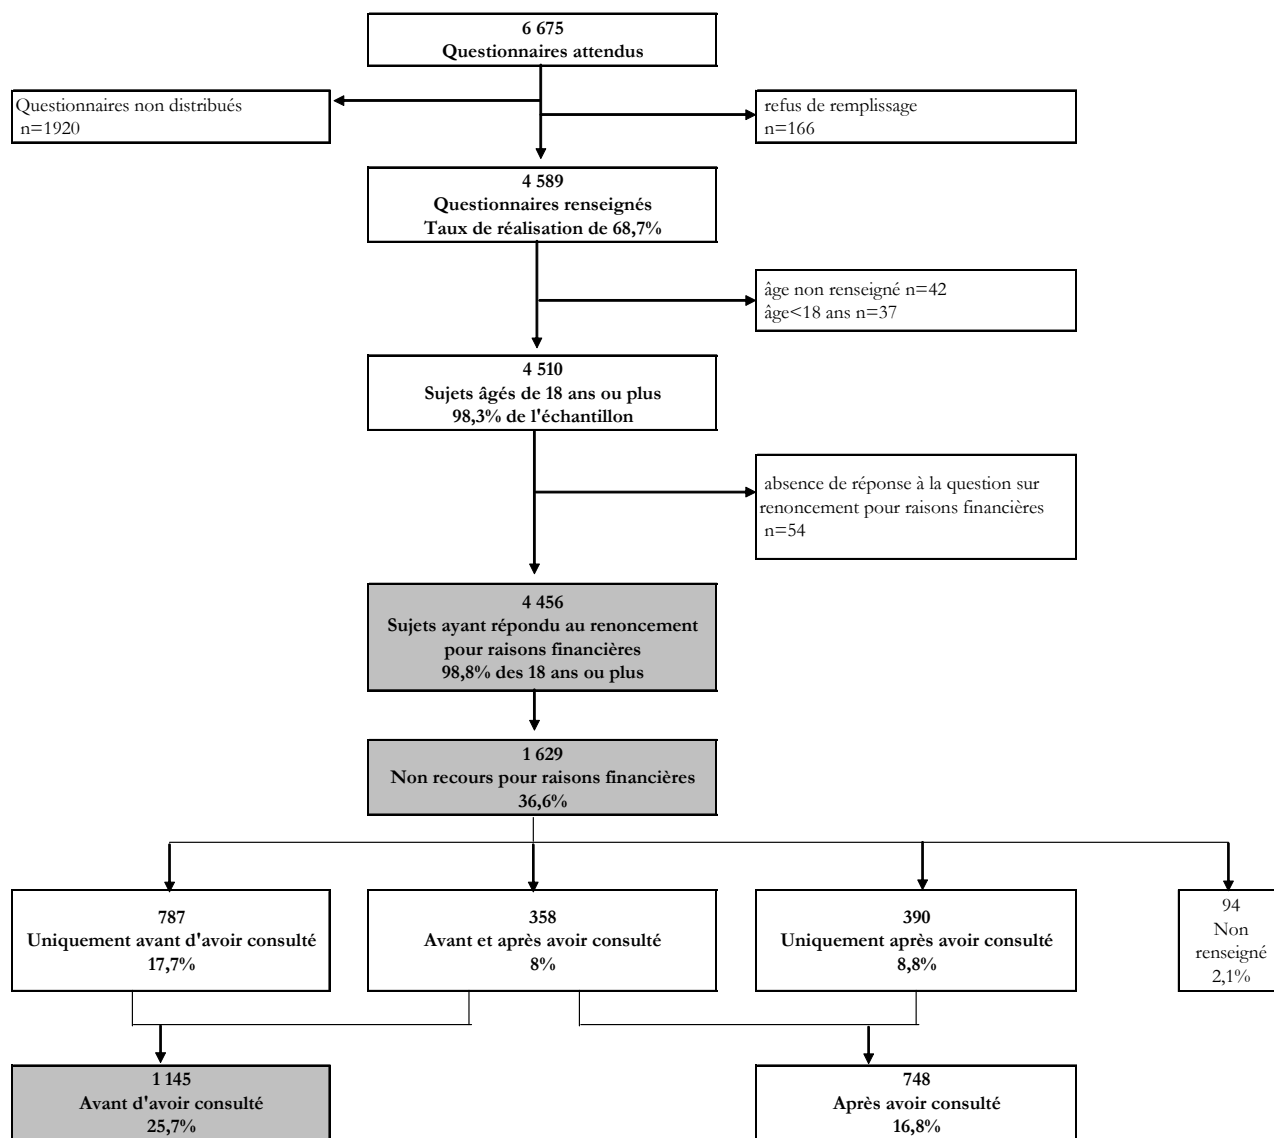 6 675
Questionnaires attendus
Questionnaires non distribués
n=1920
refus de remplissage
n=166
4 589
Questionnaires renseignés
Taux de réalisation de 68,7%
âge non renseigné n=42
âge<18 ans n=37
4 510
Sujets âgés de 18 ans ou plus
98,3% de l'échantillon
absence de réponse à la question sur
renoncement pour raisons financières
n=54
4 456
Sujets ayant répondu au renoncement
pour raisons financières
98,8% des 18 ans ou plus
1 629
Non recours pour raisons financières
36,6%
787
Uniquement avant d'avoir consulté
17,7%
358
Avant et après avoir consulté
8%
390
Uniquement après avoir consulté
8,8%
94
Non
renseigné
2,1%
1 145
Avant d'avoir consulté
25,7%
748
Après avoir consulté
16,8%